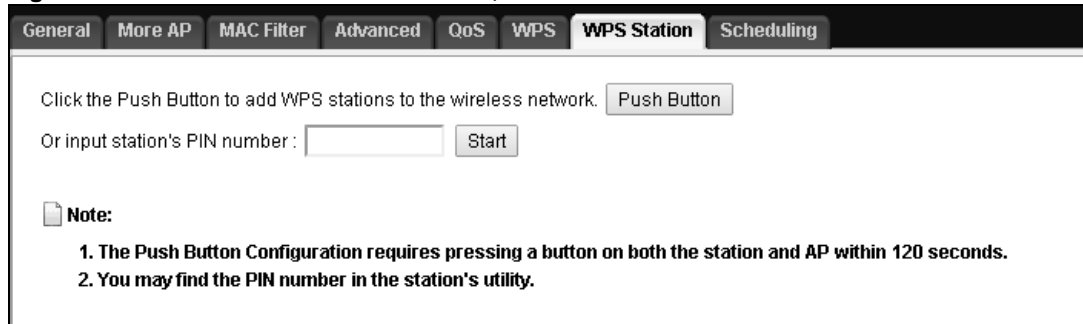 General More AP MAC Filter Advanced QoS WPS WPS Station Scheduling
Click the Push Button to add WPS stations to the wireless network. Push Button
Or input station's PIN number : Start
Note:
1. The Push Button Configuration requires pressing a button on both the station and AP within 120 seconds.
2. You may find the PIN number in the station's utility.